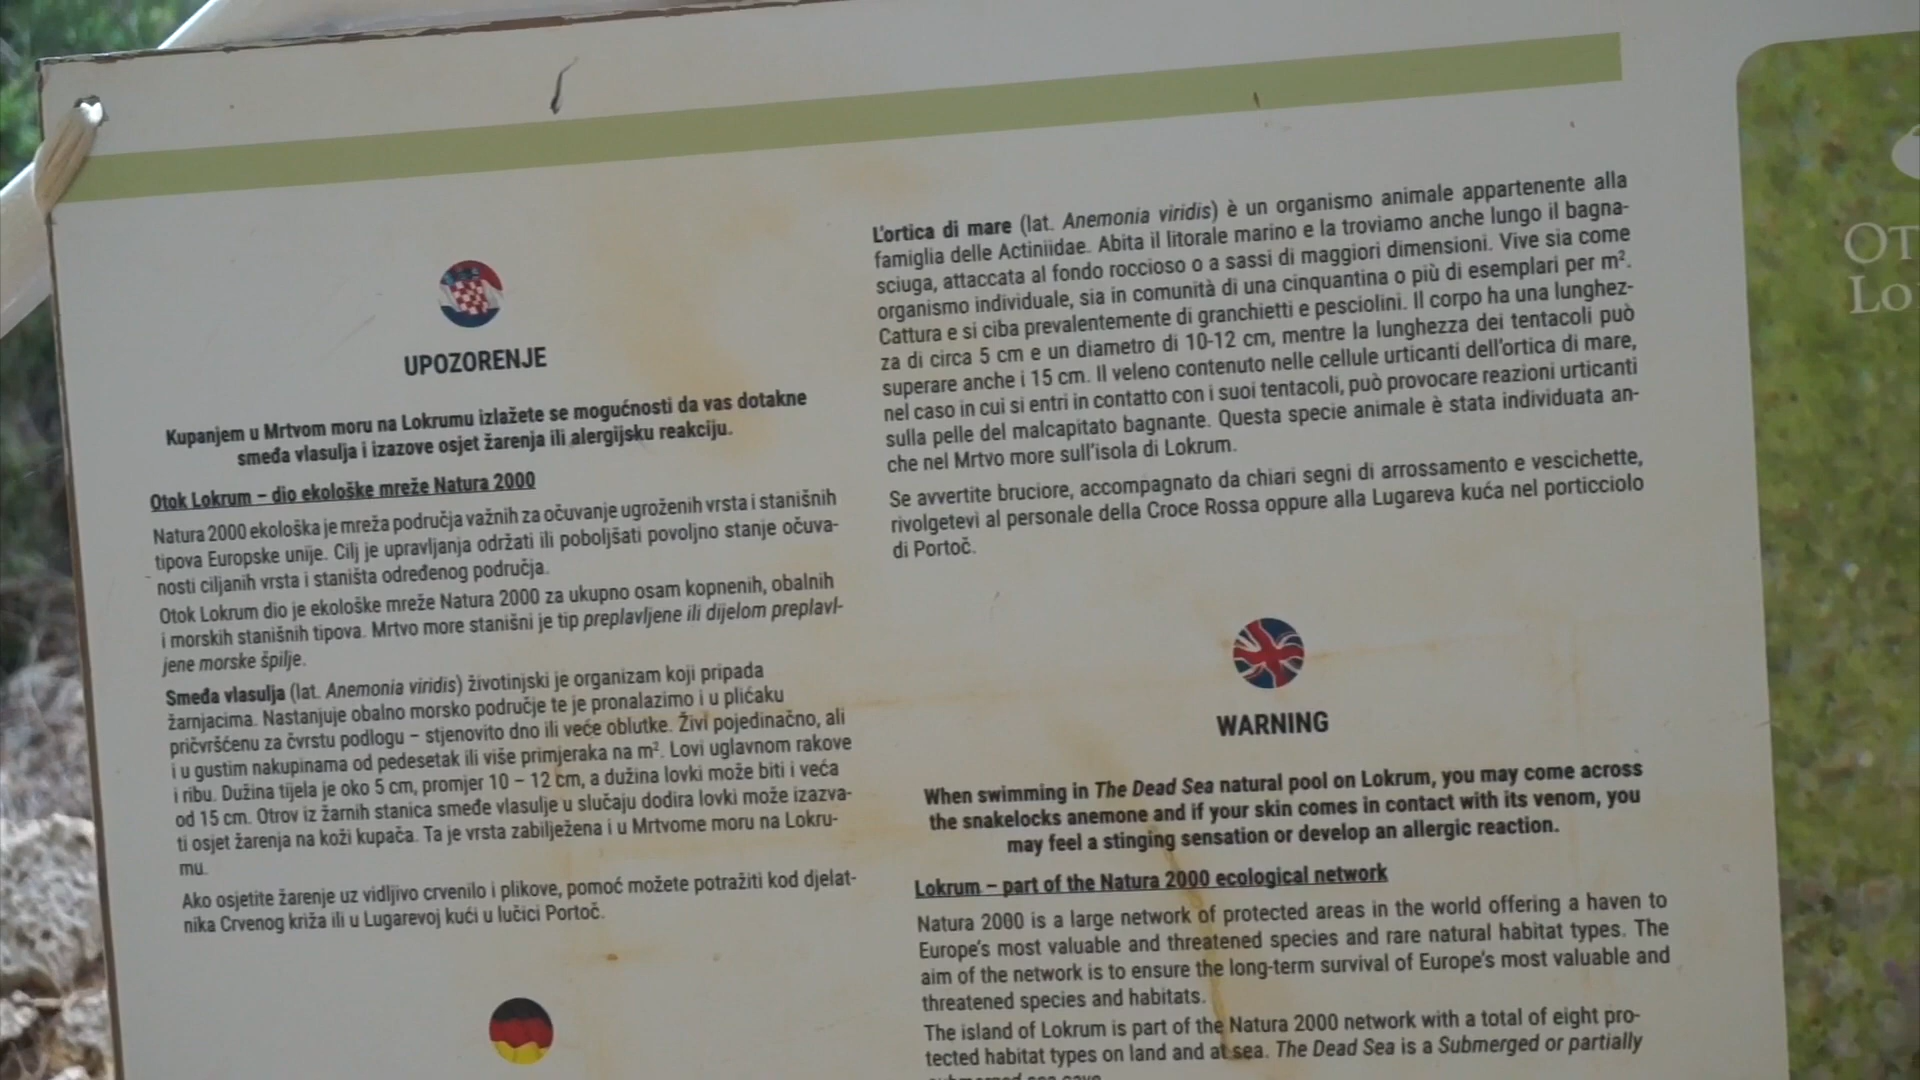 UPOZORENJE
Kupanjem u Mrtvom moru na Lokrumu izlažete se mogućnosti da vas dotakne
smeđa vlasulja i izazove osjet žarenja ili alergijsku reakciju.
Otok Lokrum – dio ekološke mreže Natura 2000
Natura 2000 ekološka je mreža područja važnih za očuvanje ugroženih vrsta i stanišnih
tipova Europske unije. Cilj je upravljanja održati ili poboljšati povoljno stanje očuva-
nosti ciljanih vrsta i staništa određenog područja.
Otok Lokrum dio je ekološke mreže Natura 2000 za ukupno osam kopnenih, obalnih
i morskih stanišnih tipova. Mrtvo more stanišni je tip preplavljene ili dijelom preplavl-
jene morske špilje.
Smeđa vlasulja (lat. Anemonia viridis) životinjski je organizam koji pripada
žarnjacima. Nastanjuje obalno morsko područje te je pronalazimo i u plićaku
pričvršćenu za čvrstu podlogu – stjenovito dno ili veće oblutke. Živi pojedinačno, ali
i u gustim nakupinama od pedesetak ili više primjeraka na m². Lovi uglavnom rakove
i ribu. Dužina tijela je oko 5 cm, promjer 10 – 12 cm, a dužina lovki može biti i veća
od 15 cm. Otrov iz žarnih stanica smeđe vlasulje u slučaju dodira lovki može izazva-
ti osjet žarenja na koži kupača. Ta je vrsta zabilježena i u Mrtvome moru na Lokru-
mu.
Ako osjetite žarenje uz vidljivo crvenilo i plikove, pomoć možete potražiti kod djelat-
nika Crvenog križa ili u Lugarevoj kući u lučici Portoč.
L'ortica di mare (lat. Anemonia viridis) è un organismo animale appartenente alla
famiglia delle Actiniidae. Abita il litorale marino e la troviamo anche lungo il bagna-
sciuga, attaccata al fondo roccioso o a sassi di maggiori dimensioni. Vive sia come
organismo individuale, sia in comunità di una cinquantina o più di esemplari per m².
Cattura e si ciba prevalentemente di granchietti e pesciolini. Il corpo ha una lunghez-
za di circa 5 cm e un diametro di 10-12 cm, mentre la lunghezza dei tentacoli può
superare anche i 15 cm. Il veleno contenuto nelle cellule urticanti dell'ortica di mare,
nel caso in cui si entri in contatto con i suoi tentacoli, può provocare reazioni urticanti
sulla pelle del malcapitato bagnante. Questa specie animale è stata individuata an-
che nel Mrtvo more sull'isola di Lokrum.
Se avvertite bruciore, accompagnato da chiari segni di arrossamento e vescichette,
rivolgetevi al personale della Croce Rossa oppure alla Lugareva kuća nel porticciolo
di Portoč.
WARNING
When swimming in The Dead Sea natural pool on Lokrum, you may come across
the snakelocks anemone and if your skin comes in contact with its venom, you
may feel a stinging sensation or develop an allergic reaction.
Lokrum – part of the Natura 2000 ecological network
Natura 2000 is a large network of protected areas in the world offering a haven to
Europe's most valuable and threatened species and rare natural habitat types. The
aim of the network is to ensure the long-term survival of Europe's most valuable and
threatened species and habitats.
The island of Lokrum is part of the Natura 2000 network with a total of eight pro-
tected habitat types on land and at sea. The Dead Sea is a Submerged or partially